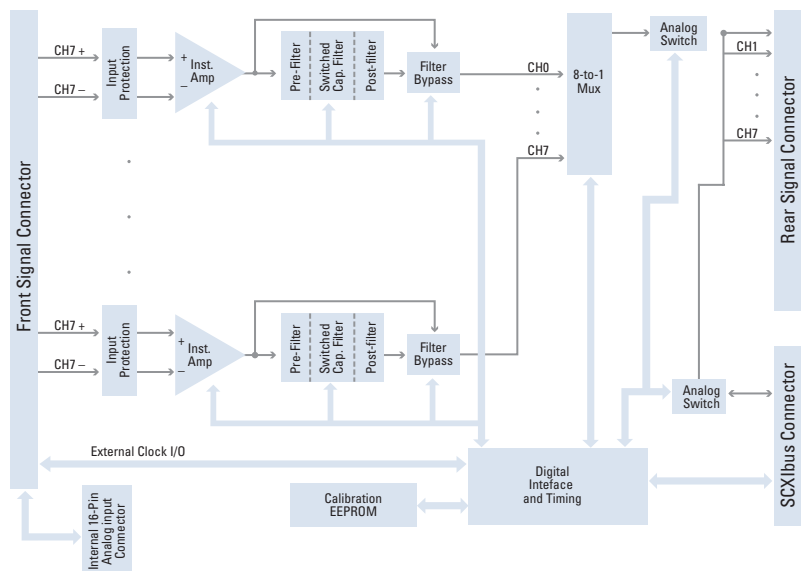 Front Signal Connector
CH7 +
CH7 –
Input
Protection
+
–
Inst.
Amp
Pre-Filter
Switched
Cap. Filter
Post-filter
Filter
Bypass
CH0
CH7
8-to-1
Mux
Analog
Switch
CH1
CH7
Rear Signal Connector
CH7 +
CH7 –
Input
Protection
+
–
Inst.
Amp
Pre-Filter
Switched
Cap. Filter
Post-filter
Filter
Bypass
Analog
Switch
SCXIbus Connector
External Clock I/O
Digital
Inteface
and Timing
Calibration
EEPROM
Internal 16-Pin
Analog input
Connector